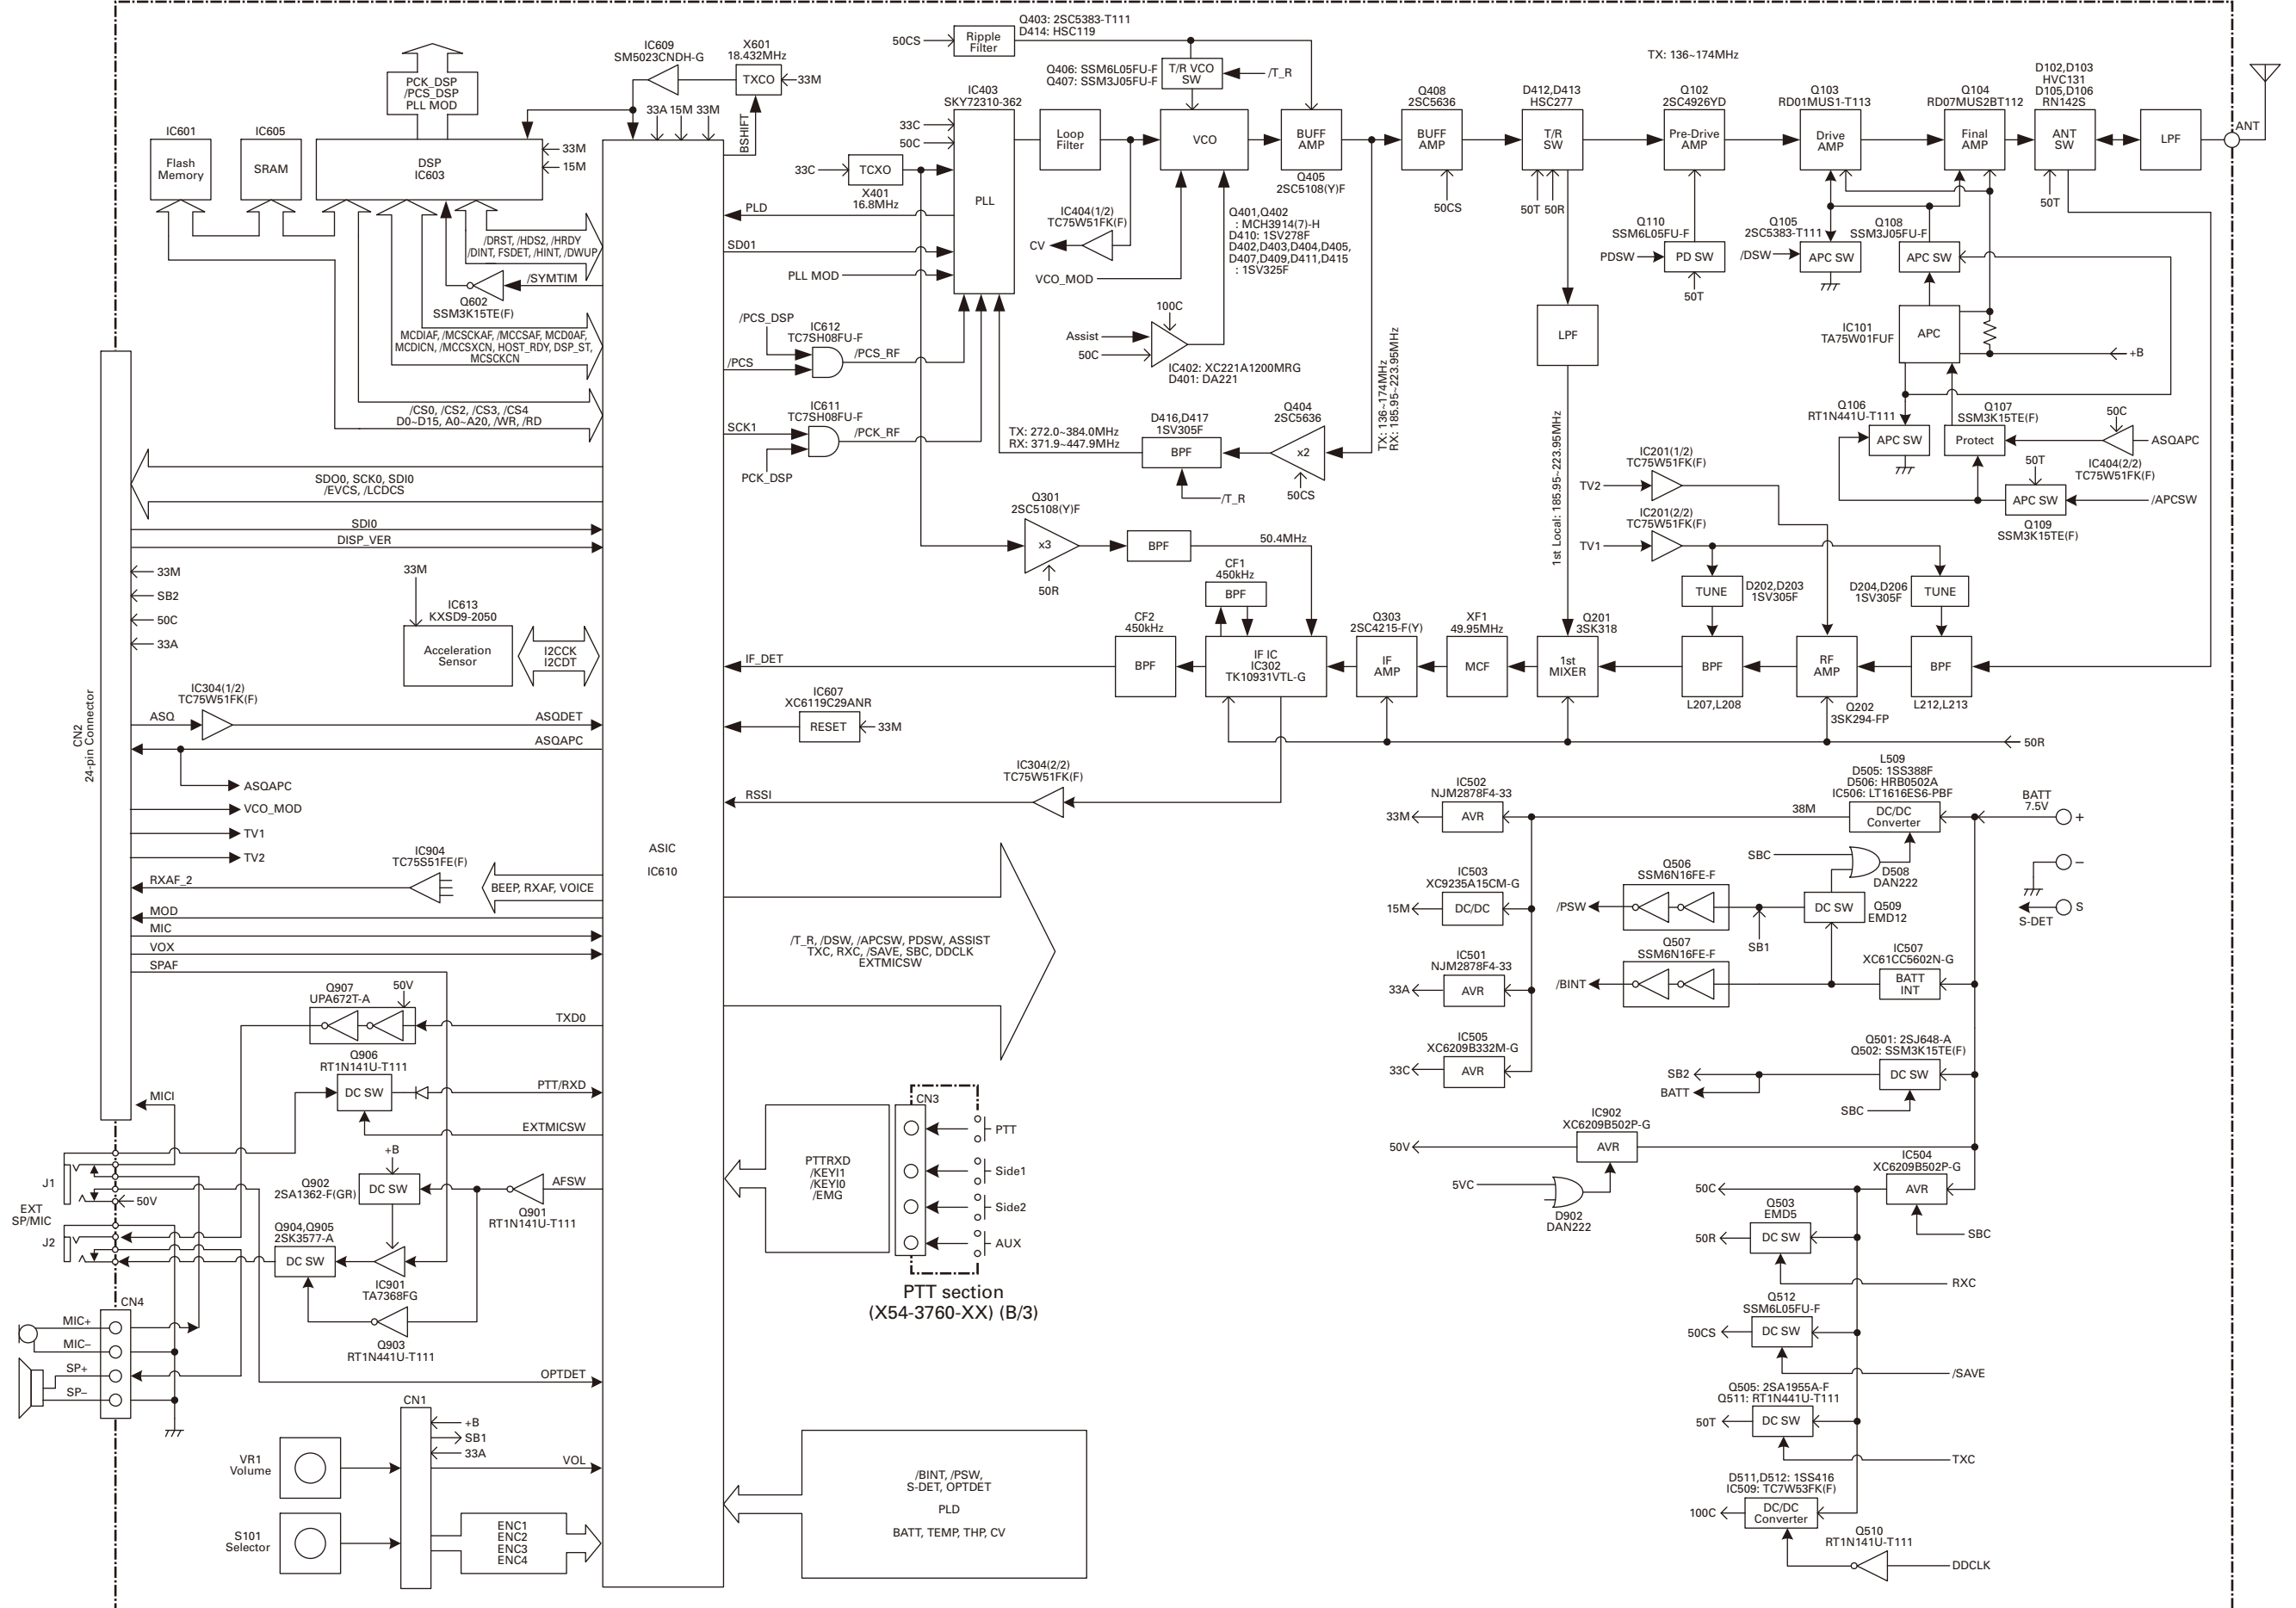 Q403: 2SC5383-T111
D414: HSC119
50CS
Ripple
Filter
TX: 136~174MHz
IC609
SM5023CNDH-G
X601
18.432MHz
TXCO
33M
PCK_DSP
/PCS_DSP
PLL MOD
33A 15M 33M
BSHIFT
Q406: SSM6L05FU-F
Q407: SSM3J05FU-F
T/R VCO
SW
/T_R
IC403
SKY72310-362
33C
50C
PLL
Loop
Filter
VCO
BUFF
AMP
Q405
2SC5108(Y)F
Q408
2SC5636
BUFF
AMP
50CS
D412,D413
HSC277
T/R
SW
50T 50R
Q102
2SC4926YD
Pre-Drive
AMP
Q103
RD01MUS1-T113
Drive
AMP
Q104
RD07MUS2BT112
Final
AMP
D102,D103
HVC131
D105,D106
RN142S
ANT
SW
50T
LPF
ANT
IC601
Flash
Memory
IC605
SRAM
DSP
IC603
33M
15M
33C
TCXO
X401
16.8MHz
PLD
SD01
PLL MOD
IC404(1/2)
TC75W51FK(F)
CV
VCO_MOD
Q401,Q402
: MCH3914(7)-H
D410: 1SV278F
D402,D403,D404,D405,
D407,D409,D411,D415
: 1SV325F
Q110
SSM6L05FU-F
PDSW
PD SW
50T
Q105
2SC5383-T111
/DSW
APC SW
Q108
SSM3J05FU-F
APC SW
/DRST, /HDS2, /HRDY
/DINT, FSDET, /HINT, /DWUP
/SYMTIM
Q602
SSM3K15TE(F)
MCDIAF, /MCSCKAF, /MCCSAF, MCD0AF,
MCDICN, /MCCSXCN, HOST_RDY, DSP_ST,
MCSCKCN
/CS0, /CS2, /CS3, /CS4
D0~D15, A0~A20, /WR, /RD
/PCS_DSP
IC612
TC7SH08FU-F
/PCS_RF
/PCS
IC611
TC7SH08FU-F
/PCK_RF
SCK1
PCK_DSP
100C
Assist
50C
IC402: XC221A1200MRG
D401: DA221
TX: 136~174MHz
RX: 185.95~223.95MHz
LPF
IC101
TA75W01FUF
APC
+B
Q106
RT1N441U-T111
APC SW
Q107
SSM3K15TE(F)
Protect
50C
ASQAPC
IC404(2/2)
TC75W51FK(F)
50T
APC SW
/APCSW
Q109
SSM3K15TE(F)
TX: 272.0~384.0MHz
RX: 371.9~447.9MHz
D416,D417
1SV305F
BPF
Q404
2SC5636
x2
50CS
/T_R
1st Local: 185.95~223.95MHz
IC201(1/2)
TC75W51FK(F)
TV2
IC201(2/2)
TC75W51FK(F)
TV1
SDO0, SCK0, SDI0
/EVCS, /LCDCS
SDI0
DISP_VER
33M
SB2
50C
33A
Q301
2SC5108(Y)F
x3
50R
BPF
50.4MHz
CF1
450kHz
BPF
TUNE
D202,D203
1SV305F
D204,D206
1SV305F
TUNE
33M
IC613
KXSD9-2050
Acceleration
Sensor
I2CCK
I2CDT
IF_DET
CF2
450kHz
BPF
IF IC
IC302
TK10931VTL-G
Q303
2SC4215-F(Y)
IF
AMP
XF1
49.95MHz
MCF
Q201
3SK318
1st
MIXER
BPF
L207,L208
RF
AMP
Q202
3SK294-FP
BPF
L212,L213
50R
CN2
24-pin Connector
IC304(1/2)
TC75W51FK(F)
ASQ
ASQDET
ASQAPC
ASQAPC
VCO_MOD
TV1
TV2
IC607
XC6119C29ANR
RESET
33M
IC304(2/2)
TC75W51FK(F)
RSSI
ASIC
IC610
IC904
TC75S51FE(F)
RXAF_2
BEEP, RXAF, VOICE
MOD
MIC
VOX
SPAF
/T_R, /DSW, /APCSW, PDSW, ASSIST
TXC, RXC, /SAVE, SBC, DDCLK
EXTMICSW
L509
D505: 1SS388F
D506: HRB0502A
IC506: LT1616ES6-PBF
DC/DC
Converter
BATT
7.5V
+
–
S
S-DET
38M
IC502
NJM2878F4-33
33M
AVR
IC503
XC9235A15CM-G
15M
DC/DC
IC501
NJM2878F4-33
33A
AVR
IC505
XC6209B332M-G
33C
AVR
SBC
D508
DAN222
Q506
SSM6N16FE-F
/PSW
SB1
DC SW
Q509
EMD12
Q507
SSM6N16FE-F
/BINT
IC507
XC61CC5602N-G
BATT
INT
Q501: 2SJ648-A
Q502: SSM3K15TE(F)
SB2
BATT
DC SW
SBC
IC902
XC6209B502P-G
50V
AVR
5VC
D902
DAN222
IC504
XC6209B502P-G
50C
AVR
SBC
Q503
EMD5
50R
DC SW
RXC
Q512
SSM6L05FU-F
50CS
DC SW
/SAVE
Q505: 2SA1955A-F
Q511: RT1N441U-T111
50T
DC SW
TXC
D511,D512: 1SS416
IC509: TC7W53FK(F)
100C
DC/DC
Converter
Q510
RT1N141U-T111
DDCLK
Q907
UPA672T-A
50V
TXD0
Q906
RT1N141U-T111
DC SW
PTT/RXD
EXTMICSW
MICI
+B
Q902
2SA1362-F(GR)
DC SW
AFSW
Q901
RT1N141U-T111
Q904,Q905
2SK3577-A
DC SW
IC901
TA7368FG
Q903
RT1N441U-T111
J1
50V
EXT
SP/MIC
J2
CN4
MIC+
MIC–
SP+
SP–
OPTDET
PTTRXD
/KEYI1
/KEYI0
/EMG
CN3
PTT
Side1
Side2
AUX
PTT section
(X54-3760-XX) (B/3)
CN1
+B
SB1
33A
VR1
Volume
VOL
S101
Selector
ENC1
ENC2
ENC3
ENC4
/BINT, /PSW,
S-DET, OPTDET
PLD
BATT, TEMP, THP, CV